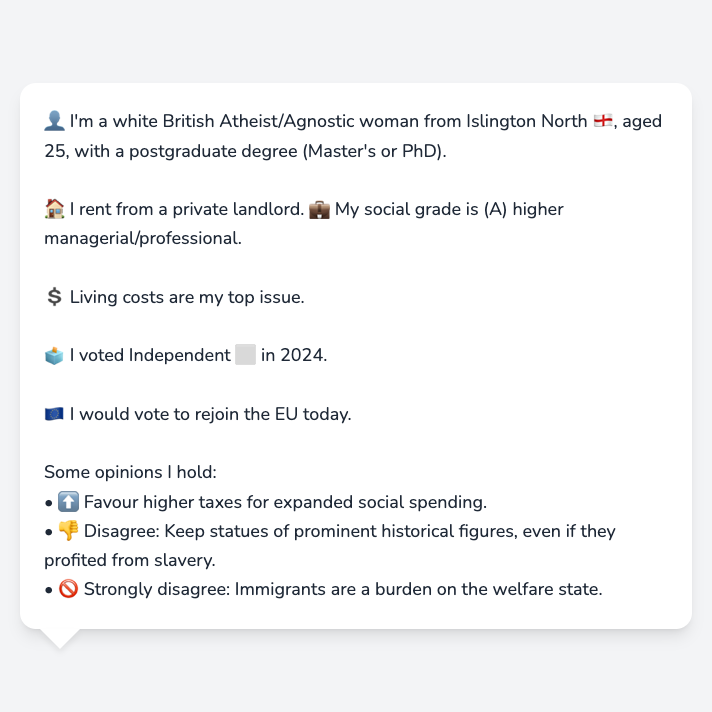 👤 I'm a white British Atheist/Agnostic woman from Islington North 🏴󠁧󠁢󠁥󠁮󠁧󠁿, aged
25, with a postgraduate degree (Master's or PhD).
🏠 I rent from a private landlord. 💼 My social grade is (A) higher
managerial/professional.
💲 Living costs are my top issue.
🗳️ I voted Independent ⬜ in 2024.
🇪🇺 I would vote to rejoin the EU today.
Some opinions I hold:
• ⬆️ Favour higher taxes for expanded social spending.
• 👎 Disagree: Keep statues of prominent historical figures, even if they
profited from slavery.
• 🚫 Strongly disagree: Immigrants are a burden on the welfare state.